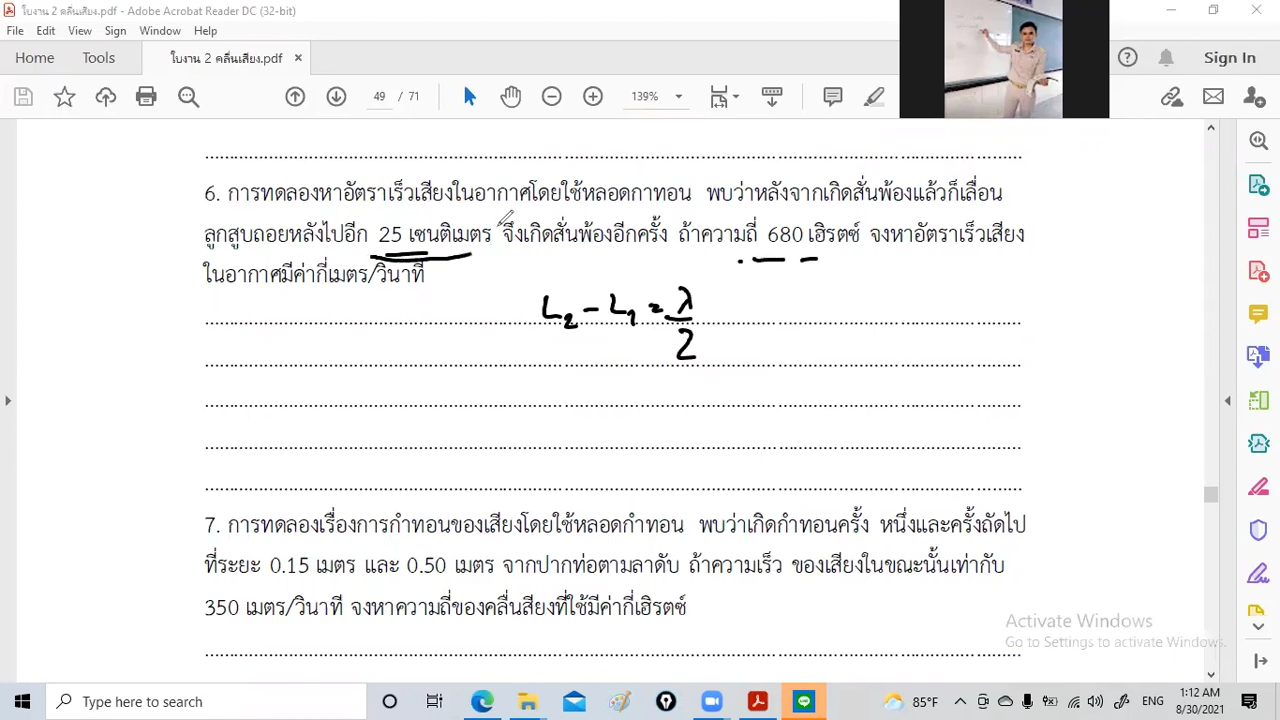 ใบงาน 2 คลื่นเสียง.pdf - Adobe Acrobat Reader DC (32-bit)
File Edit View Sign Window Help
Home Tools ใบงาน 2 คลื่นเสียง.pdf × Sign In
49 / 71 139%
6. การทดลองหาอัตราเร็วเสียงในอากาศโดยใช้หลอดกาทอน พบว่าหลังจากเกิดสั่นพ้องแล้วก็เลื่อน
ลูกสูบถอยหลังไปอีก 25 เซนติเมตร จึงเกิดสั่นพ้องอีกครั้ง ถ้าความถี่ 680 เฮิรตซ์ จงหาอัตราเร็วเสียง
ในอากาศมีค่ากี่เมตร/วินาที
L₂ - L₁ = λ/2
7. การทดลองเรื่องการกำทอนของเสียงโดยใช้หลอดกำทอน พบว่าเกิดกำทอนครั้ง หนึ่งและครั้งถัดไป
ที่ระยะ 0.15 เมตร และ 0.50 เมตร จากปากท่อตามลาดับ ถ้าความเร็ว ของเสียงในขณะนั้นเท่ากับ
350 เมตร/วินาที จงหาความถี่ของคลื่นสียงที่ใช้มีค่ากี่เฮิรตซ์
Activate Windows
Go to Settings to activate Windows.
Type here to search
85°F ENG 1:12 AM
8/30/2021